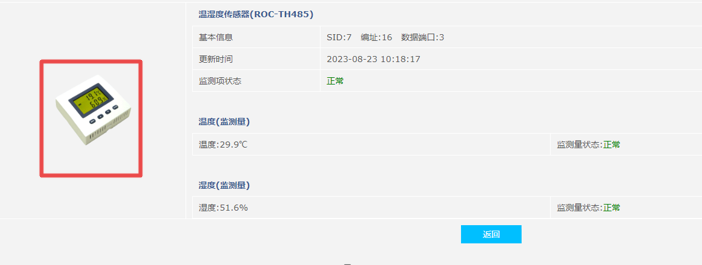 温湿度传感器(ROC-TH485)
基本信息 SID:7 编址:16 数据端口:3
更新时间 2023-08-23 10:18:17
监测项状态 正常
温度(监测量)
温度:29.9℃ 监测量状态:正常
湿度(监测量)
湿度:51.6% 监测量状态:正常
返回